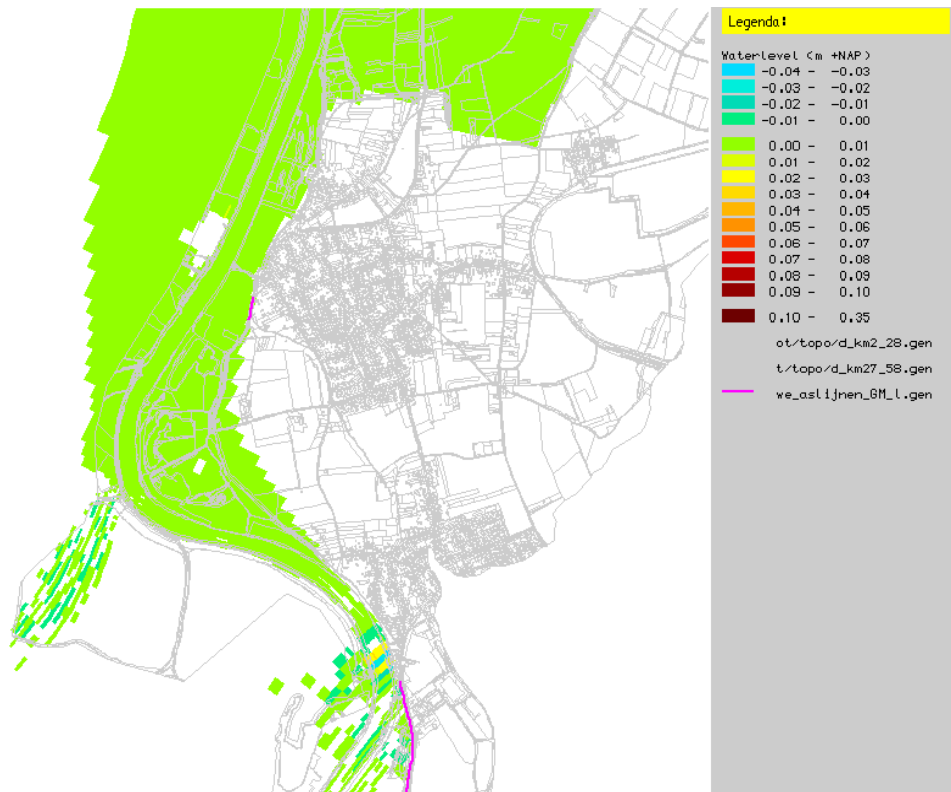 Legenda:
Waterlevel (m +NAP)
-0.04 - -0.03
-0.03 - -0.02
-0.02 - -0.01
-0.01 - 0.00
0.00 - 0.01
0.01 - 0.02
0.02 - 0.03
0.03 - 0.04
0.04 - 0.05
0.05 - 0.06
0.06 - 0.07
0.07 - 0.08
0.08 - 0.09
0.09 - 0.10
0.10 - 0.35
ot/topo/d_km2_28.gen
t/topo/d_km27_58.gen
we_aslijnen_GM_l.gen